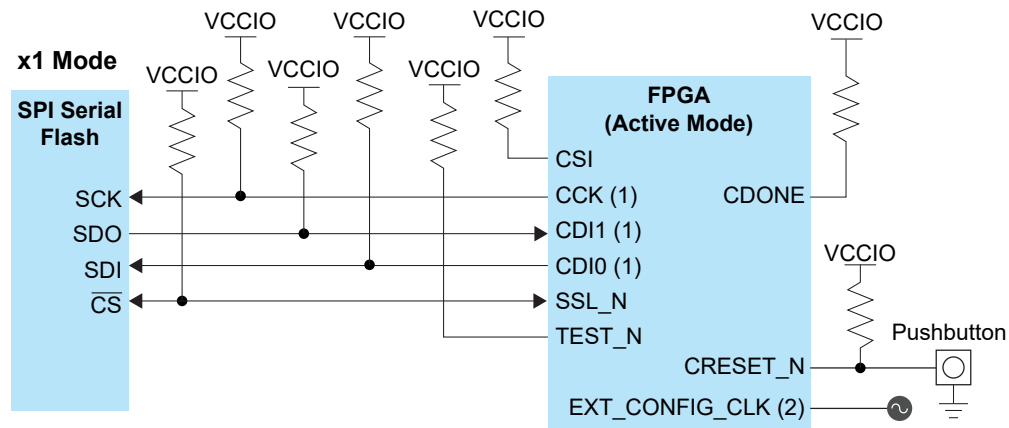 VCCIO
VCCIO
VCCIO
VCCIO
x1 Mode
VCCIO
VCCIO
VCCIO
SPI Serial
Flash
FPGA
(Active Mode)
CSI
SCK
CCK (1)
CDONE
SDO
CDI1 (1)
SDI
CDI0 (1)
VCCIO
CS
SSL_N
TEST_N
Pushbutton
CRESET_N
EXT_CONFIG_CLK (2)